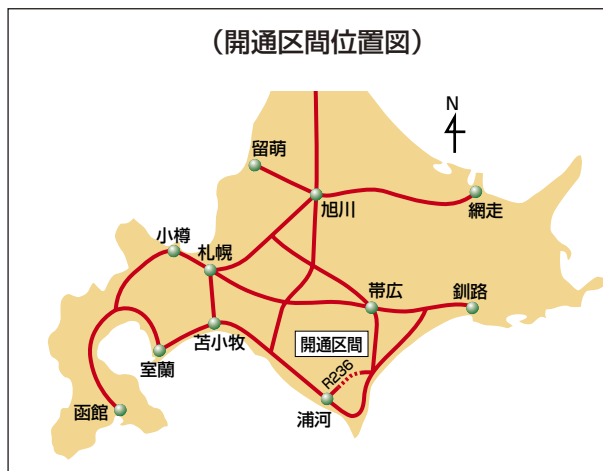 (開通区間位置図)
N
留萌
旭川
網走
小樽
札幌
帯広
釧路
苫小牧
開通区間
室蘭
R236
函館
浦河